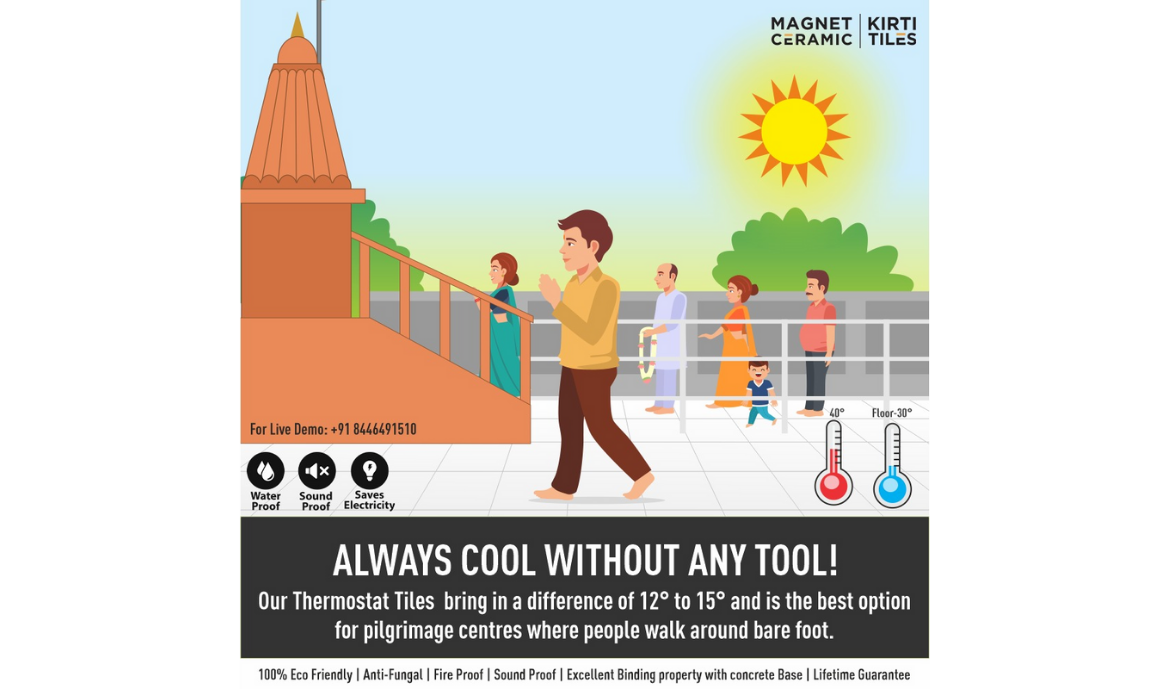 MAGNET CERAMIC | KIRTI TILES
40°
Floor-30°
For Live Demo: +91 8446491510
Water Proof
Sound Proof
Saves Electricity
ALWAYS COOL WITHOUT ANY TOOL!
Our Thermostat Tiles bring in a difference of 12° to 15° and is the best option
for pilgrimage centres where people walk around bare foot.
100% Eco Friendly | Anti-Fungal | Fire Proof | Sound Proof | Excellent Binding property with concrete Base | Lifetime Guarantee